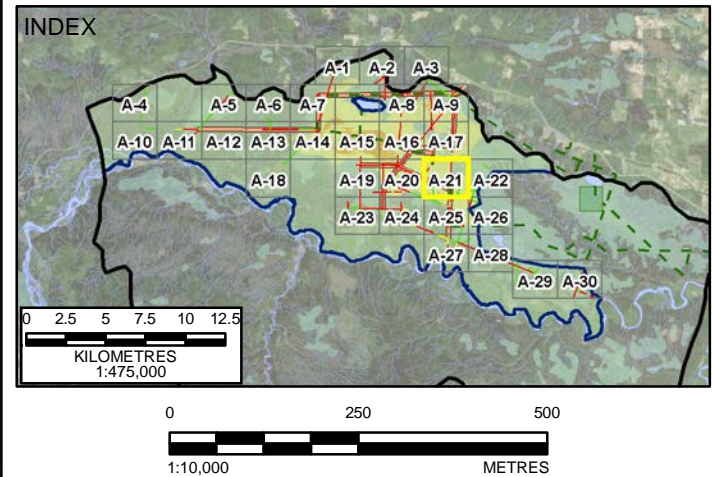 INDEX
A-1 A-2 A-3
A-4 A-5 A-6 A-7 A-8 A-9
A-10 A-11 A-12 A-13 A-14 A-15 A-16 A-17
A-18 A-19 A-20 A-21 A-22
A-23 A-24 A-25 A-26
A-27 A-28
A-29 A-30
0 2.5 5 7.5 10 12.5
KILOMETRES
1:475,000
0 250 500
1:10,000 METRES